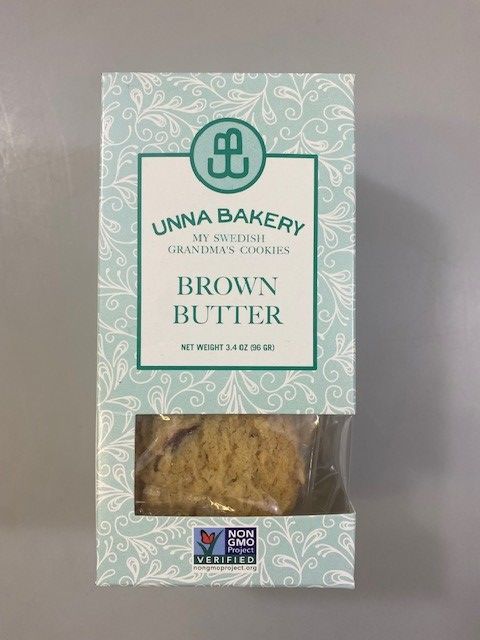 UNNA BAKERY
MY SWEDISH
GRANDMA'S COOKIES
BROWN
BUTTER
NET WEIGHT 3.4 OZ (96 GR)
NON
GMO
Project
VERIFIED
nongmoproject.org